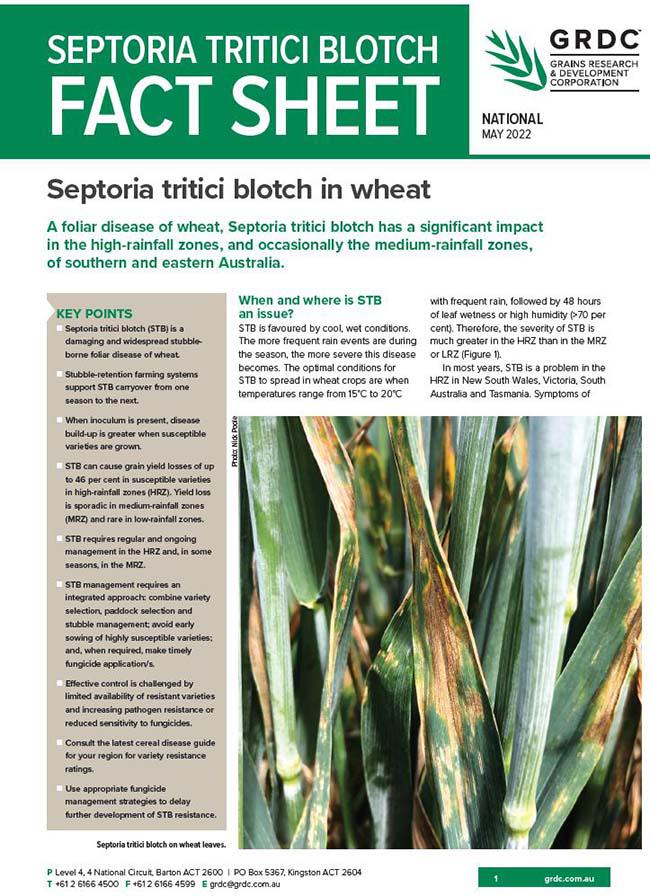 SEPTORIA TRITICI BLOTCH
FACT SHEET
GRDC™
GRAINS RESEARCH
& DEVELOPMENT
CORPORATION
NATIONAL
MAY 2022
Septoria tritici blotch in wheat
A foliar disease of wheat, Septoria tritici blotch has a significant impact
in the high-rainfall zones, and occasionally the medium-rainfall zones,
of southern and eastern Australia.
KEY POINTS
Septoria tritici blotch (STB) is a
damaging and widespread stubble-
borne foliar disease of wheat.
Stubble-retention farming systems
support STB carryover from one
season to the next.
When inoculum is present, disease
build-up is greater when susceptible
varieties are grown.
STB can cause grain yield losses of up
to 46 per cent in susceptible varieties
in high-rainfall zones (HRZ). Yield loss
is sporadic in medium-rainfall zones
(MRZ) and rare in low-rainfall zones.
STB requires regular and ongoing
management in the HRZ and, in some
seasons, in the MRZ.
STB management requires an
integrated approach: combine variety
selection, paddock selection and
stubble management; avoid early
sowing of highly susceptible varieties;
and, when required, make timely
fungicide application/s.
Effective control is challenged by
limited availability of resistant varieties
and increasing pathogen resistance or
reduced sensitivity to fungicides.
Consult the latest cereal disease guide
for your region for variety resistance
ratings.
Use appropriate fungicide
management strategies to delay
further development of STB resistance.
When and where is STB
an issue?
STB is favoured by cool, wet conditions.
The more frequent rain events are during
the season, the more severe this disease
becomes. The optimal conditions for
STB to spread in wheat crops are when
temperatures range from 15°C to 20°C
with frequent rain, followed by 48 hours
of leaf wetness or high humidity (>70 per
cent). Therefore, the severity of STB is
much greater in the HRZ than in the MRZ
or LRZ (Figure 1).
In most years, STB is a problem in the
HRZ in New South Wales, Victoria, South
Australia and Tasmania. Symptoms of
Photo: Nick Poole
Septoria tritici blotch on wheat leaves.
P Level 4, 4 National Circuit, Barton ACT 2600 | PO Box 5367, Kingston ACT 2604
T +61 2 6166 4500 F +61 2 6166 4599 E grdc@grdc.com.au
1
grdc.com.au